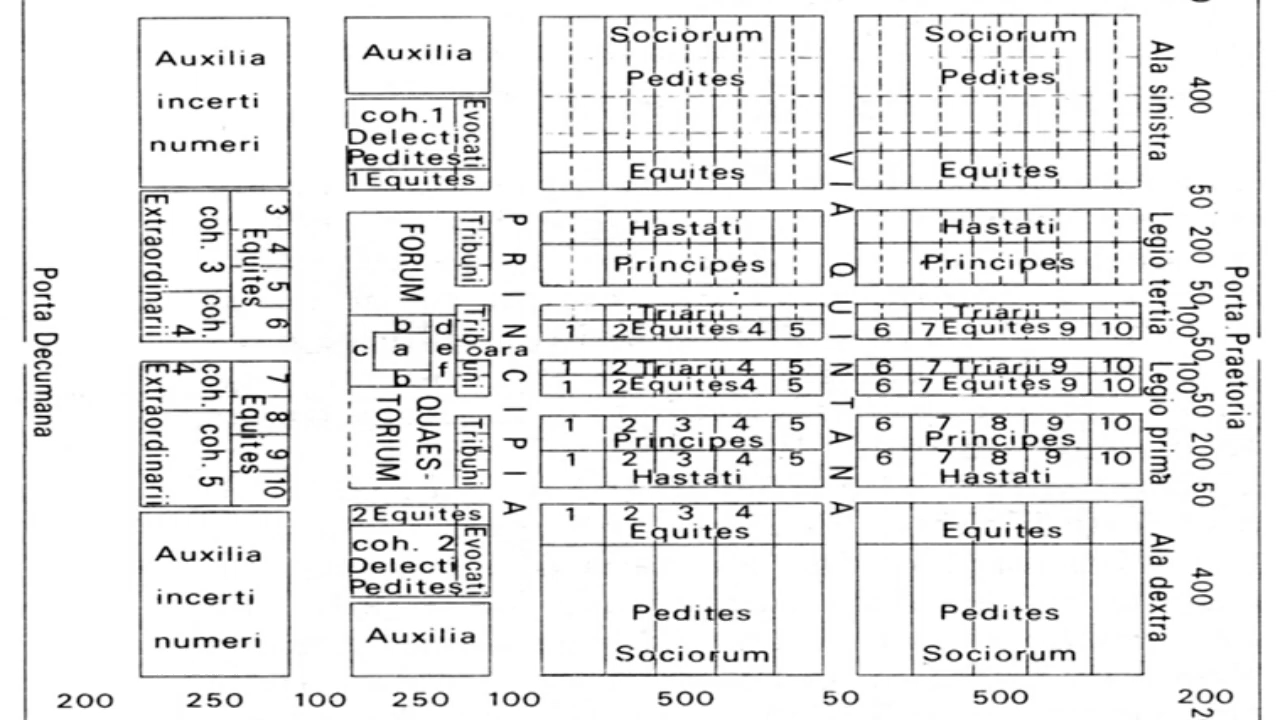 Porta Decumana
Auxilia
incerti
numeri
Extraordinarii
coh. 3
coh.
4
Equites
3 4 5 6
Extraordinarii
coh.
4
coh. 5
Equites
7 8 9 10
Auxilia
incerti
numeri
Auxilia
coh.1
Delecti
Pedites
Evocati
1 Equites
FORUM
Tribuni
Tribuni
b d
c a e ara
b f
QUAES-
TORIUM
Tribuni
2 Equites
coh. 2
Delecti
Pedites
Evocati
Auxilia
PRINCIPIA
Sociorum
Pedites
Equites
Hastati
Principes
Triarii
1 2 Equites 4 5
1 2 Triarii 4 5
1 2 Equites 4 5
1 2 3 4 5
Principes
1 2 3 4 5
Hastati
1 2 3 4
Equites
Pedites
Sociorum
VIA QUINTANA
Sociorum
Pedites
Equites
Hastati
Principes
Triarii
6 7 Equites 9 10
6 7 Triarii 9 10
6 7 Equites 9 10
6 7 8 9 10
Principes
6 7 8 9 10
Hastati
Equites
Pedites
Sociorum
Ala sinistra
Legio tertia
Legio prima
Ala dextra
400
50
200
50
100
50
100
50
200
50
400
Porta Praetoria
200 250 100 250 100 500 50 500 200